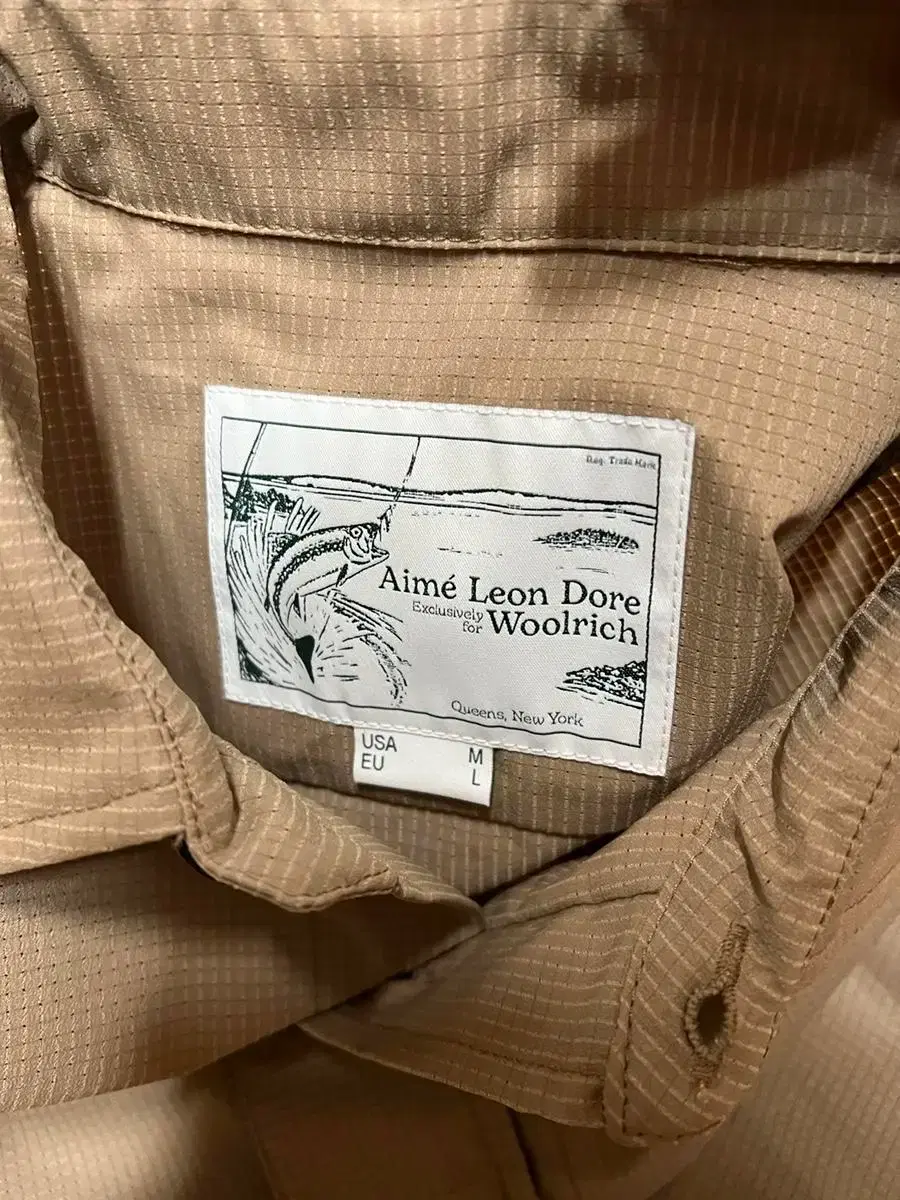 Reg. Trade Mark
Aimé Leon Dore
Exclusively
for Woolrich
Queens, New York
USA M
EU L